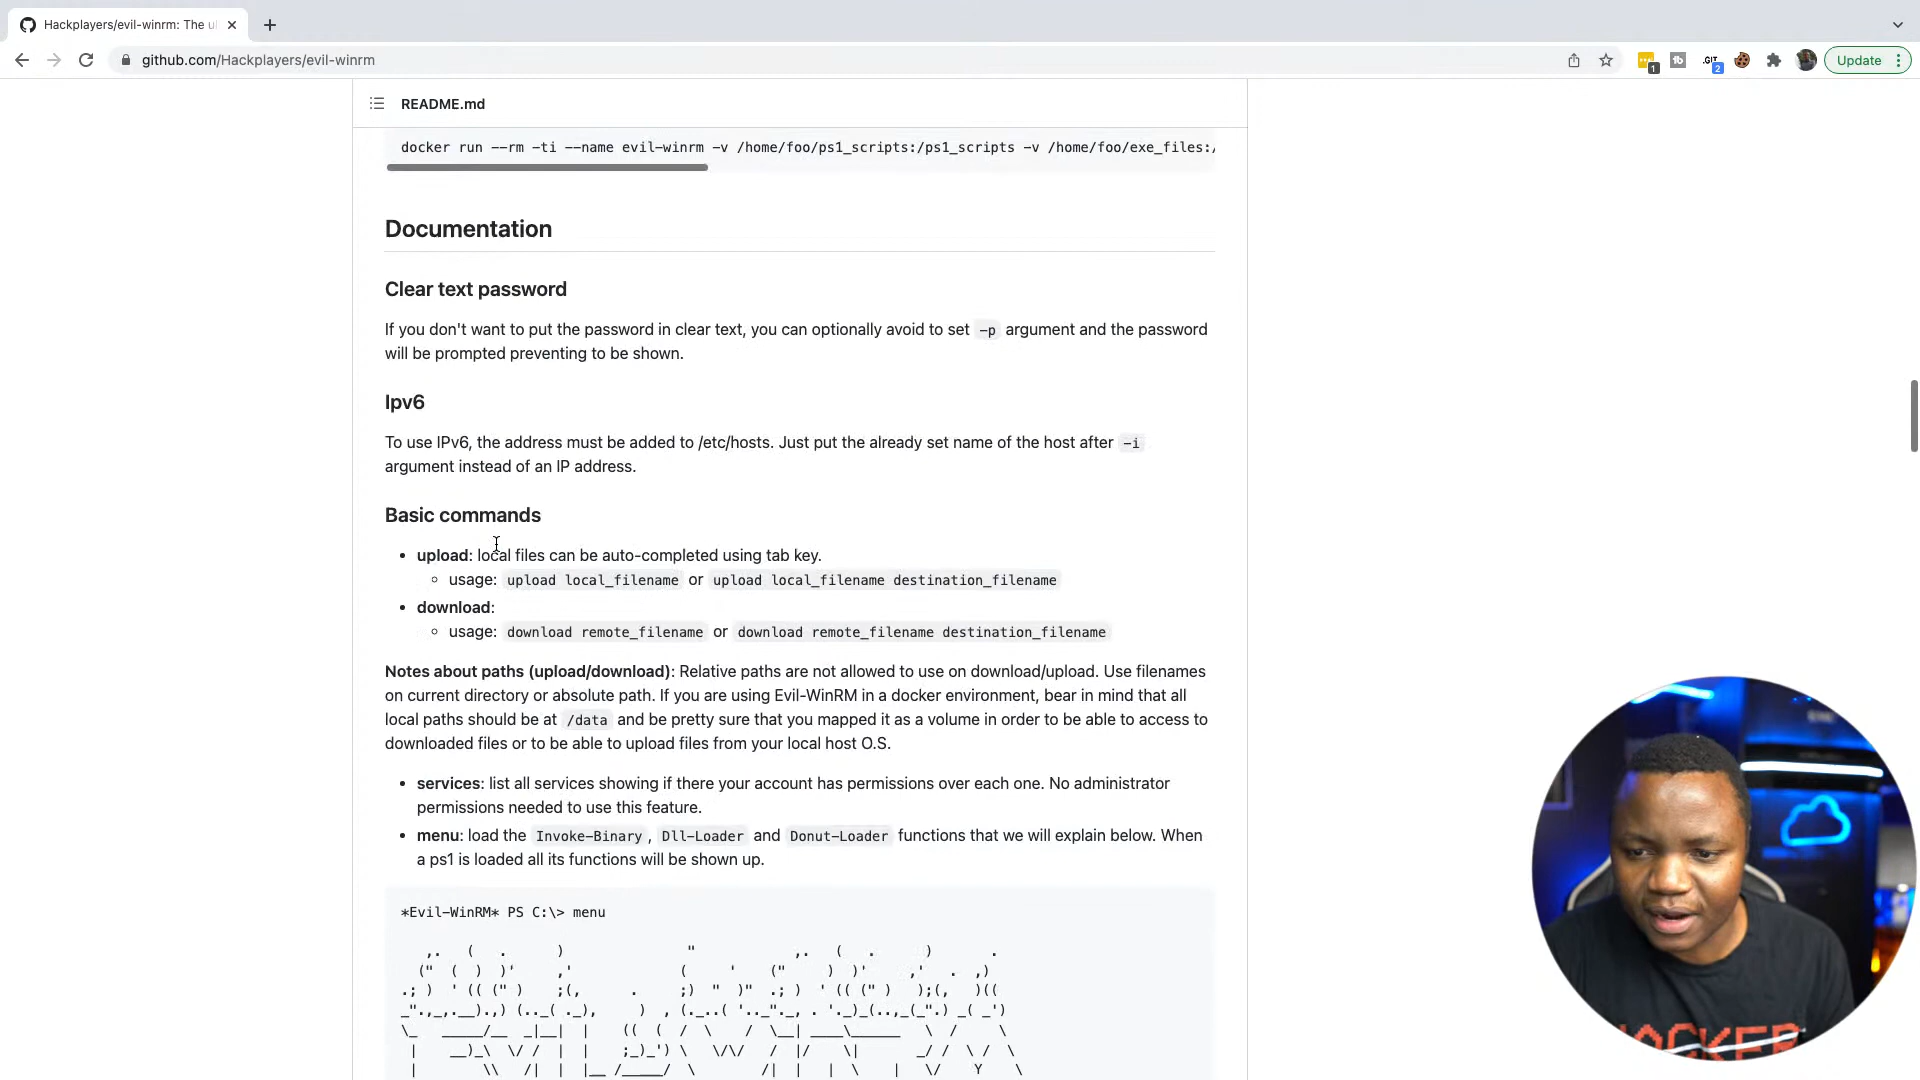 Hackplayers/evil-winrm: The u
github.com/Hackplayers/evil-winrm
1
.GIT
2
Update
README.md
docker run --rm -ti --name evil-winrm -v /home/foo/ps1_scripts:/ps1_scripts -v /home/foo/exe_files:/
Documentation
Clear text password
If you don't want to put the password in clear text, you can optionally avoid to set -p argument and the password
will be prompted preventing to be shown.
Ipv6
To use IPv6, the address must be added to /etc/hosts. Just put the already set name of the host after -i
argument instead of an IP address.
Basic commands
• upload: local files can be auto-completed using tab key.
◦ usage: upload local_filename or upload local_filename destination_filename
• download:
◦ usage: download remote_filename or download remote_filename destination_filename
Notes about paths (upload/download): Relative paths are not allowed to use on download/upload. Use filenames
on current directory or absolute path. If you are using Evil-WinRM in a docker environment, bear in mind that all
local paths should be at /data and be pretty sure that you mapped it as a volume in order to be able to access to
downloaded files or to be able to upload files from your local host O.S.
• services: list all services showing if there your account has permissions over each one. No administrator
permissions needed to use this feature.
• menu: load the Invoke-Binary, Dll-Loader and Donut-Loader functions that we will explain below. When
a ps1 is loaded all its functions will be shown up.
*Evil-WinRM* PS C:\> menu